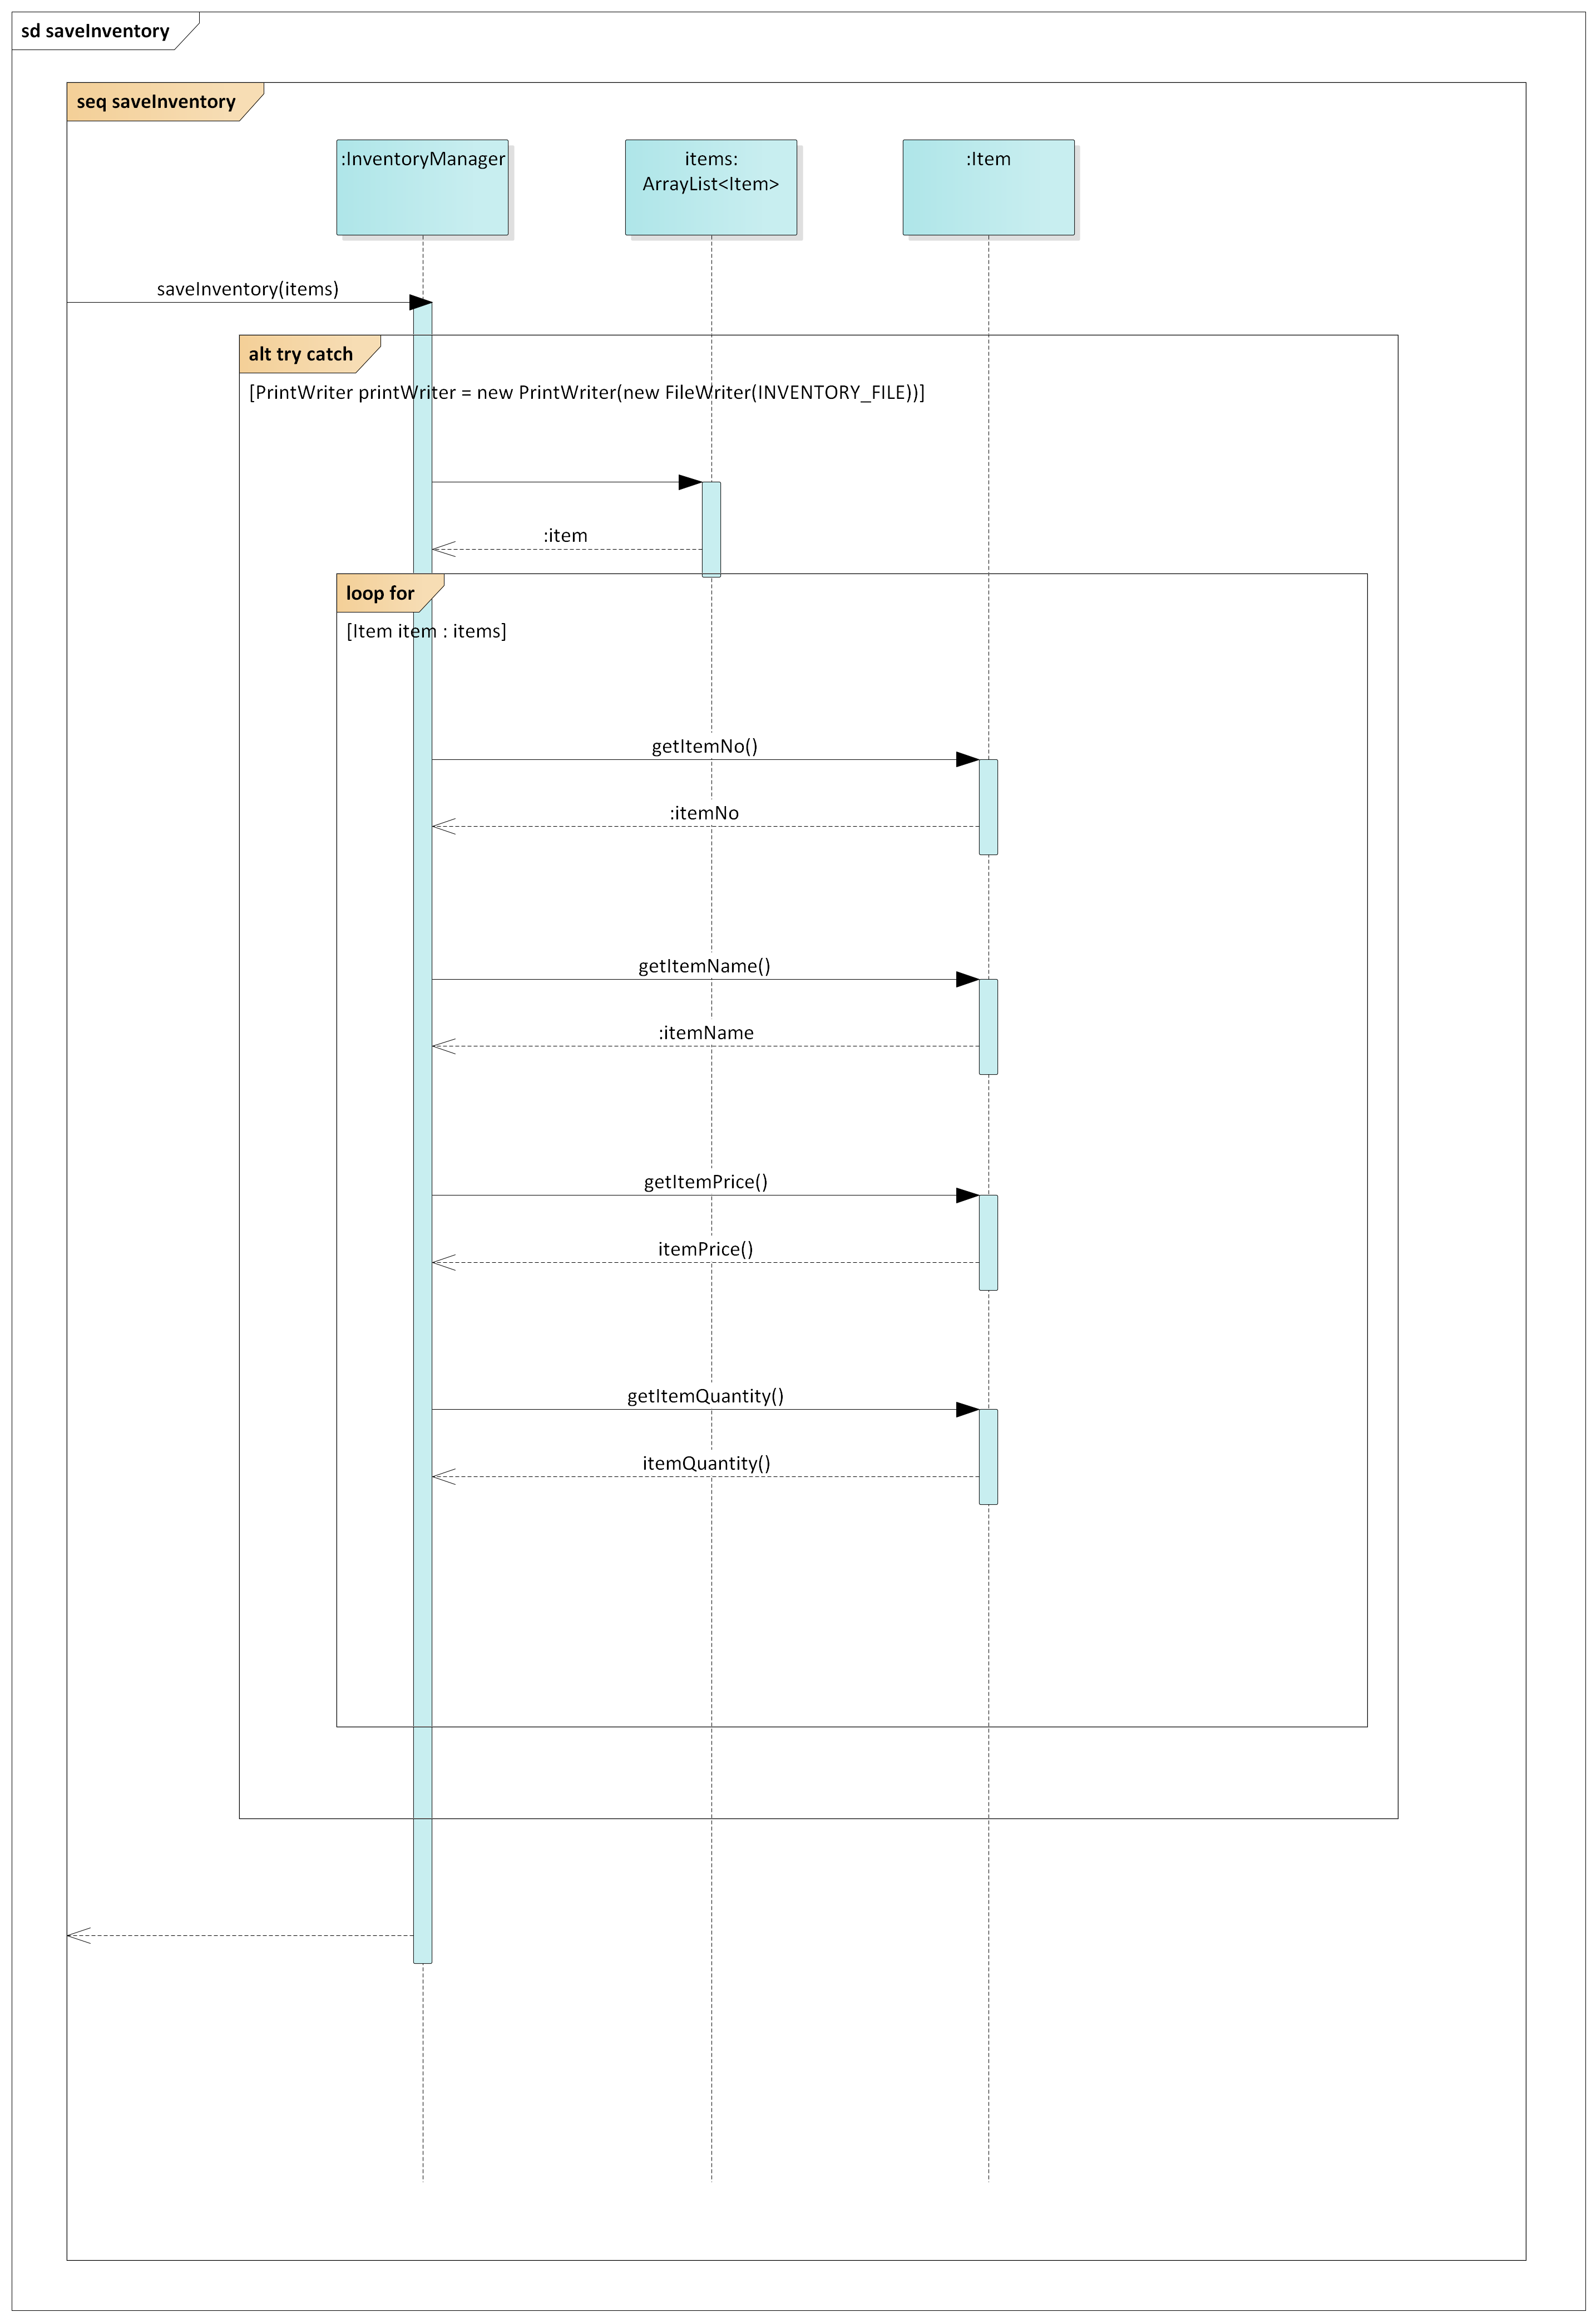 sd saveInventory
seq saveInventory
:InventoryManager
items:
ArrayList<Item>
:Item
saveInventory(items)
alt try catch
[PrintWriter printWriter = new PrintWriter(new FileWriter(INVENTORY_FILE))]
:item
loop for
[Item item : items]
getItemNo()
:itemNo
getItemName()
:itemName
getItemPrice()
itemPrice()
getItemQuantity()
itemQuantity()